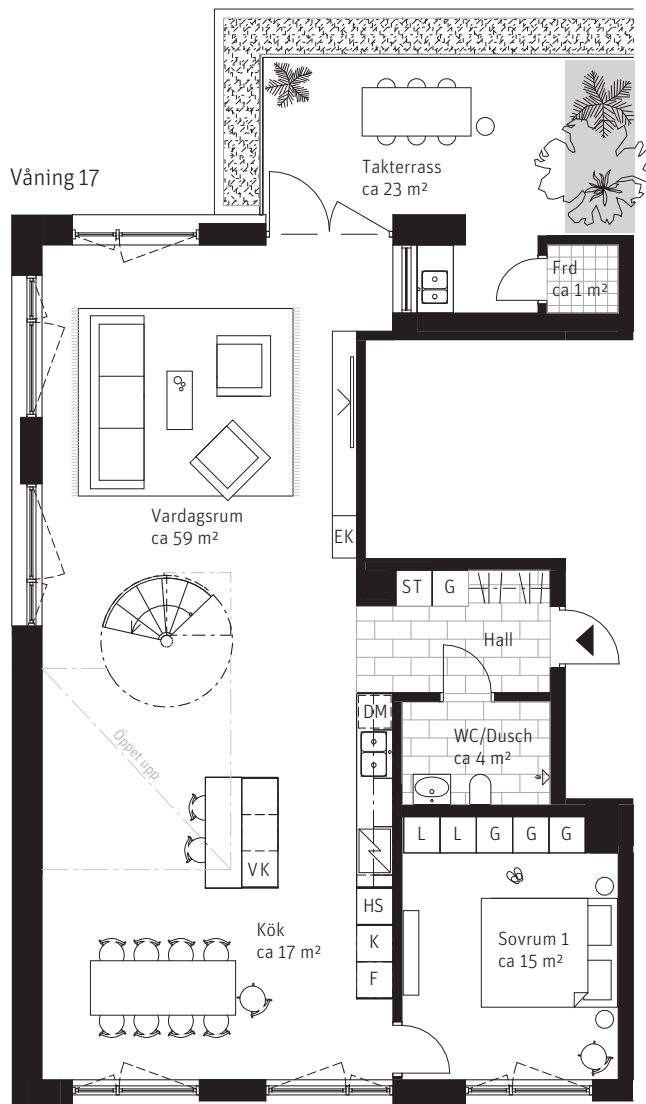 Våning 17
Takterrass
ca 23 m²
Frd
ca 1 m²
Vardagsrum
ca 59 m²
EK
ST G
Hall
DM
WC/Dusch
ca 4 m²
Öppet upp
VK
L L G G G
HS
K
F
Kök
ca 17 m²
Sovrum 1
ca 15 m²